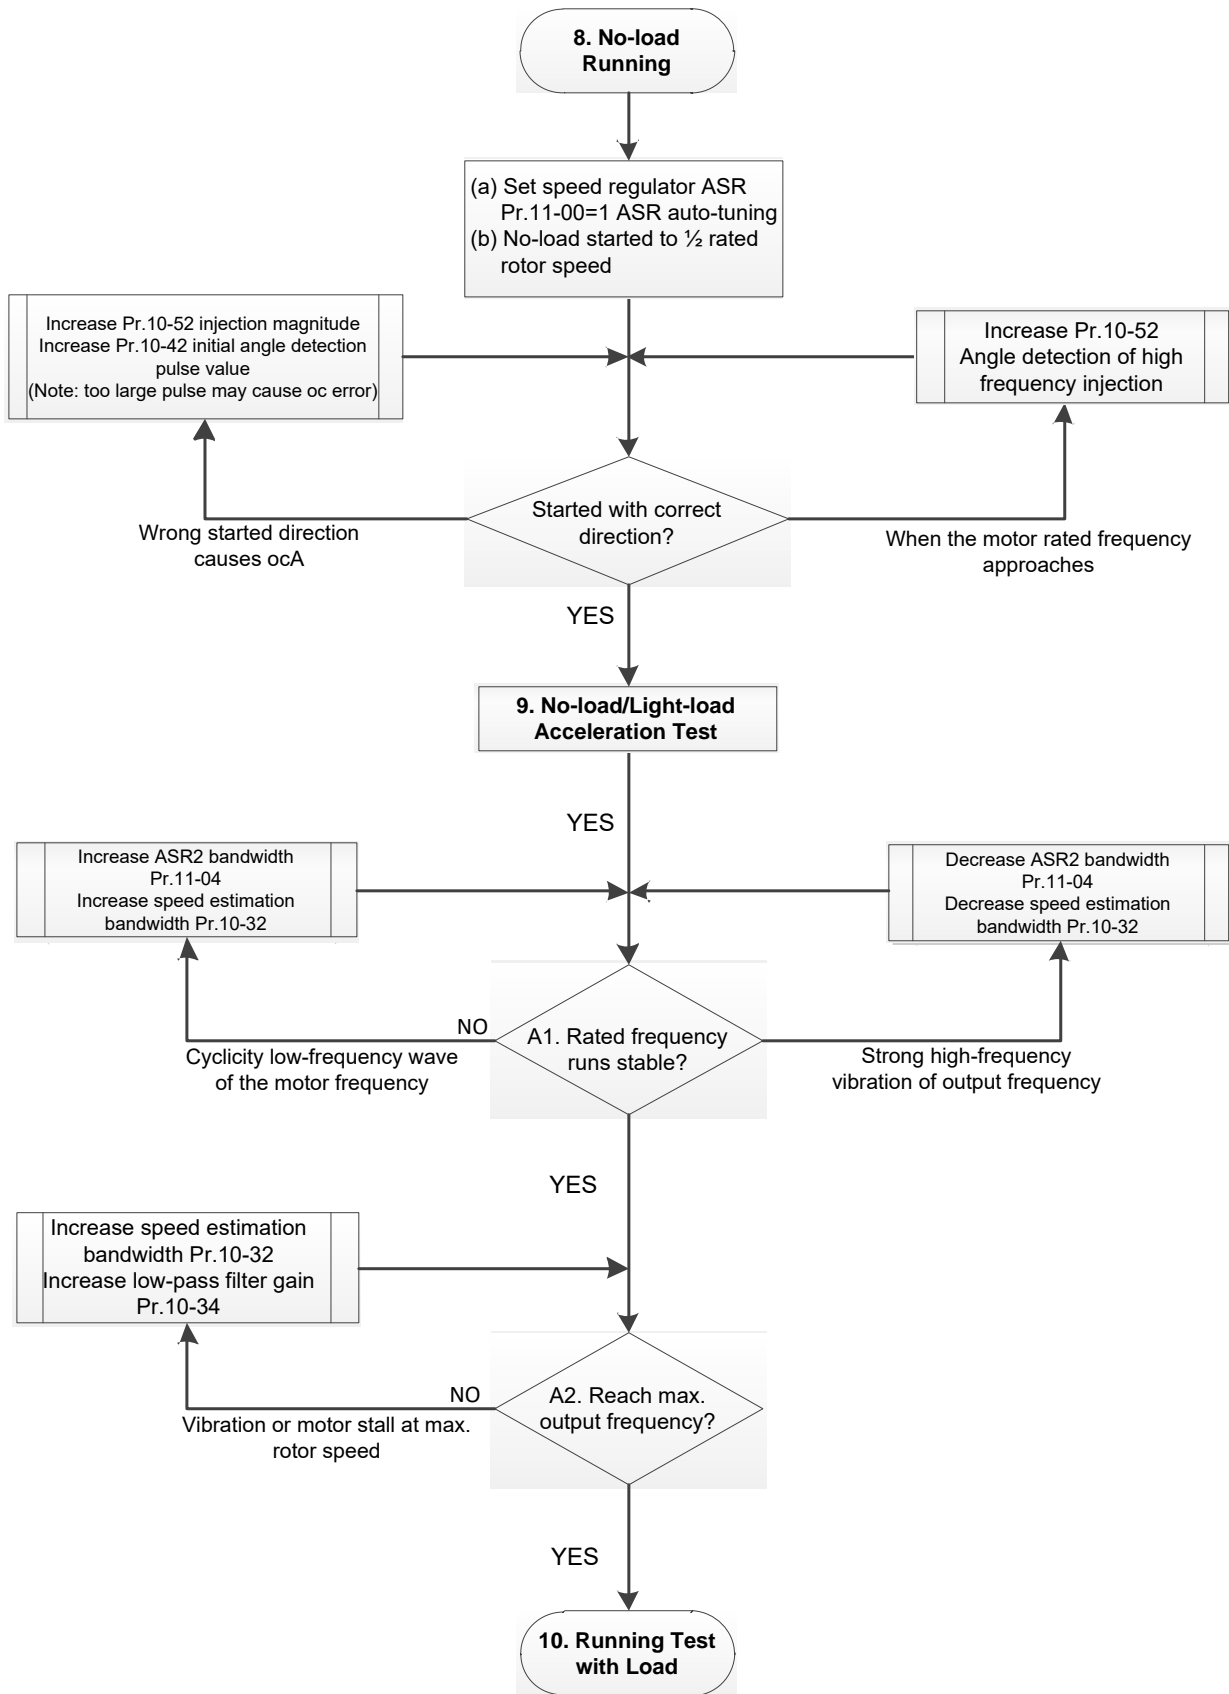 8. No-load
Running
(a) Set speed regulator ASR
Pr.11-00=1 ASR auto-tuning
(b) No-load started to ½ rated
rotor speed
Increase Pr.10-52 injection magnitude
Increase Pr.10-42 initial angle detection
pulse value
(Note: too large pulse may cause oc error)
Increase Pr.10-52
Angle detection of high
frequency injection
Started with correct
direction?
Wrong started direction
causes ocA
When the motor rated frequency
approaches
YES
9. No-load/Light-load
Acceleration Test
YES
Increase ASR2 bandwidth
Pr.11-04
Increase speed estimation
bandwidth Pr.10-32
Decrease ASR2 bandwidth
Pr.11-04
Decrease speed estimation
bandwidth Pr.10-32
NO
A1. Rated frequency
runs stable?
Cyclicity low-frequency wave
of the motor frequency
Strong high-frequency
vibration of output frequency
YES
Increase speed estimation
bandwidth Pr.10-32
Increase low-pass filter gain
Pr.10-34
NO
A2. Reach max.
output frequency?
Vibration or motor stall at max.
rotor speed
YES
10. Running Test
with Load